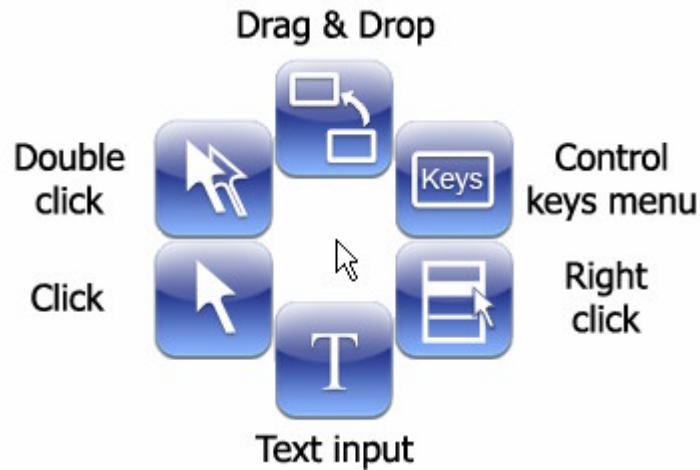 Drag & Drop
Double
click
Keys
Control
keys menu
Click
Right
click
T
Text input